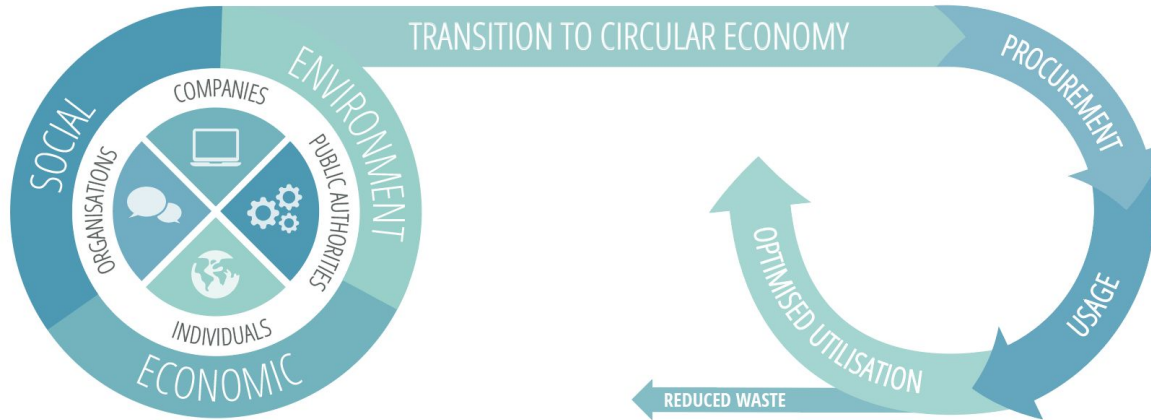 TRANSITION TO CIRCULAR ECONOMY
SOCIAL
ENVIRONMENT
ECONOMIC
COMPANIES
PUBLIC AUTHORITIES
INDIVIDUALS
ORGANISATIONS
PROCUREMENT
USAGE
OPTIMISED UTILISATION
REDUCED WASTE